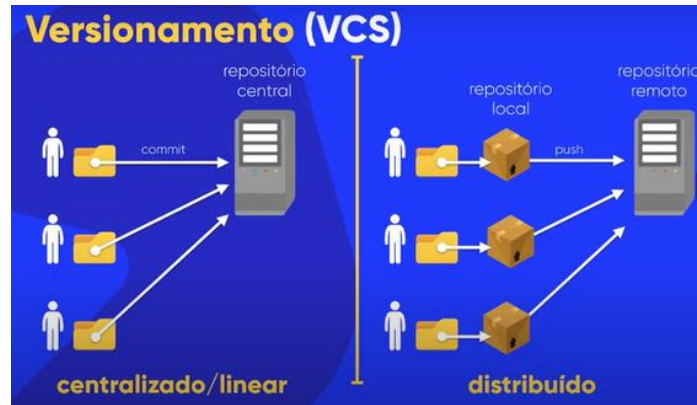 Versionamento (VCS)
repositório
central
commit
centralizado/linear
repositório
local
push
repositório
remoto
distribuído